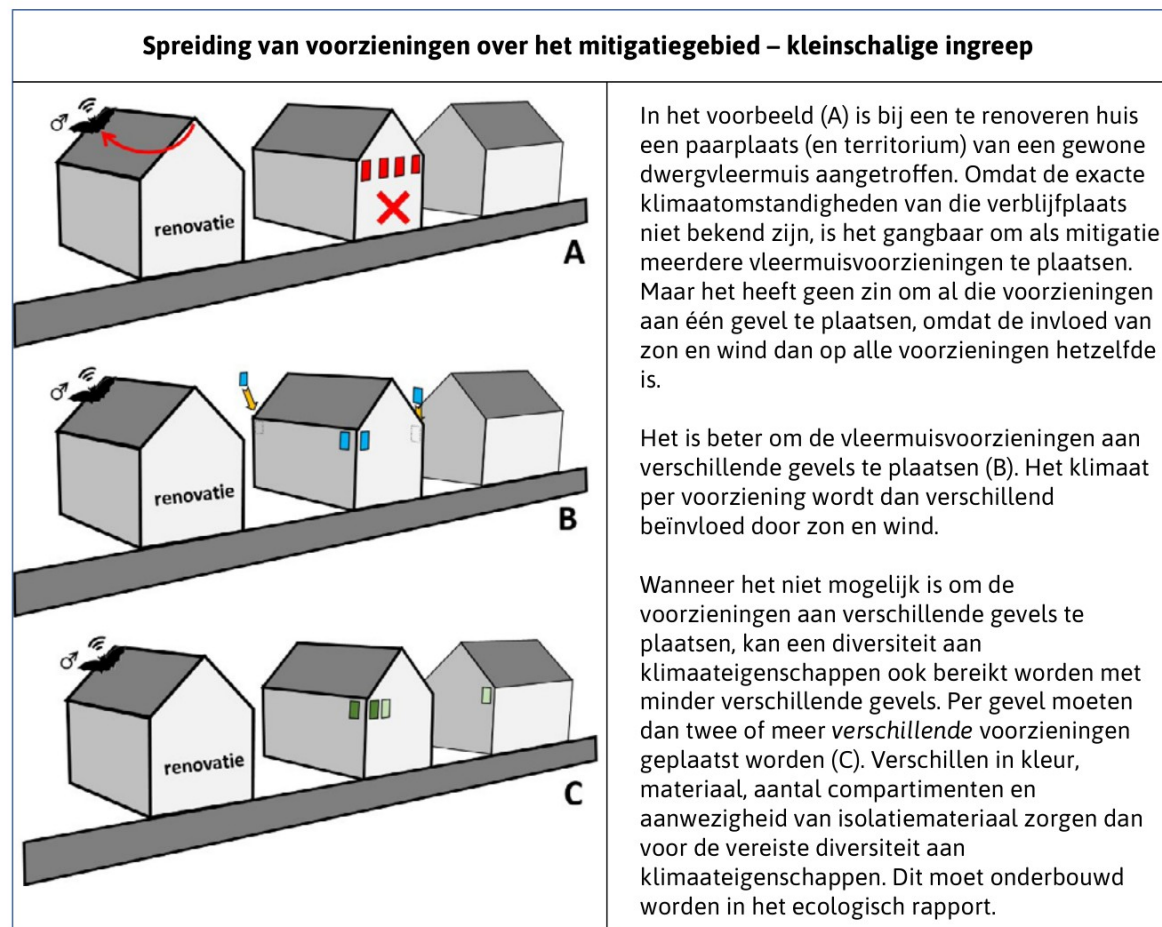 Spreiding van voorzieningen over het mitigatiegebied – kleinschalige ingreep
♂
renovatie
A
♂
renovatie
B
♂
renovatie
C
In het voorbeeld (A) is bij een te renoveren huis
een paarplaats (en territorium) van een gewone
dwergvleermuis aangetroffen. Omdat de exacte
klimaatomstandigheden van die verblijfplaats
niet bekend zijn, is het gangbaar om als mitigatie
meerdere vleermuisvoorzieningen te plaatsen.
Maar het heeft geen zin om al die voorzieningen
aan één gevel te plaatsen, omdat de invloed van
zon en wind dan op alle voorzieningen hetzelfde
is.
Het is beter om de vleermuisvoorzieningen aan
verschillende gevels te plaatsen (B). Het klimaat
per voorziening wordt dan verschillend
beïnvloed door zon en wind.
Wanneer het niet mogelijk is om de
voorzieningen aan verschillende gevels te
plaatsen, kan een diversiteit aan
klimaateigenschappen ook bereikt worden met
minder verschillende gevels. Per gevel moeten
dan twee of meer verschillende voorzieningen
geplaatst worden (C). Verschillen in kleur,
materiaal, aantal compartimenten en
aanwezigheid van isolatiemateriaal zorgen dan
voor de vereiste diversiteit aan
klimaateigenschappen. Dit moet onderbouwd
worden in het ecologisch rapport.